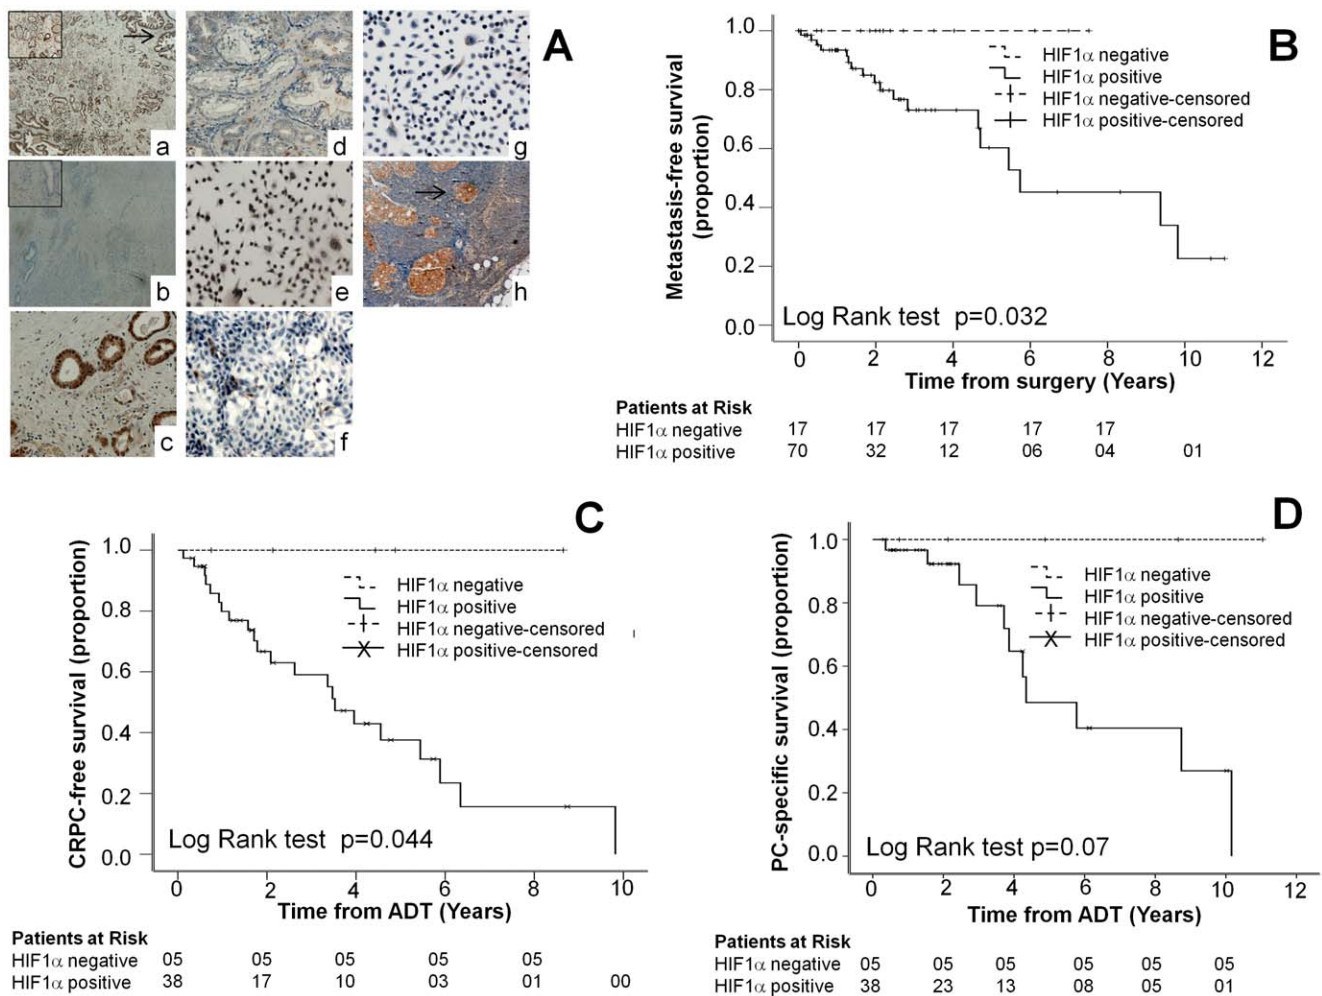 A
a
d
g
b
e
h
c
f
B
Metastasis-free survival
(proportion)
1.0
0.8
0.6
0.4
0.2
0.0
HIF1α negative
HIF1α positive
HIF1α negative-censored
HIF1α positive-censored
Log Rank test p=0.032
0 2 4 6 8 10 12
Time from surgery (Years)
Patients at Risk
HIF1α negative 17 17 17 17 17
HIF1α positive 70 32 12 06 04 01
C
CRPC-free survival (proportion)
1.0
0.8
0.6
0.4
0.2
0.0
HIF1α negative
HIF1α positive
HIF1α negative-censored
HIF1α positive-censored
Log Rank test p=0.044
0 2 4 6 8 10
Time from ADT (Years)
Patients at Risk
HIF1α negative 05 05 05 05 05
HIF1α positive 38 17 10 03 01 00
D
PC-specific survival (proportion)
1.0
0.8
0.6
0.4
0.2
0.0
HIF1α negative
HIF1α positive
HIF1α negative-censored
HIF1α positive-censored
Log Rank test p=0.07
0 2 4 6 8 10 12
Time from ADT (Years)
Patients at Risk
HIF1α negative 05 05 05 05 05 05
HIF1α positive 38 23 13 08 05 01